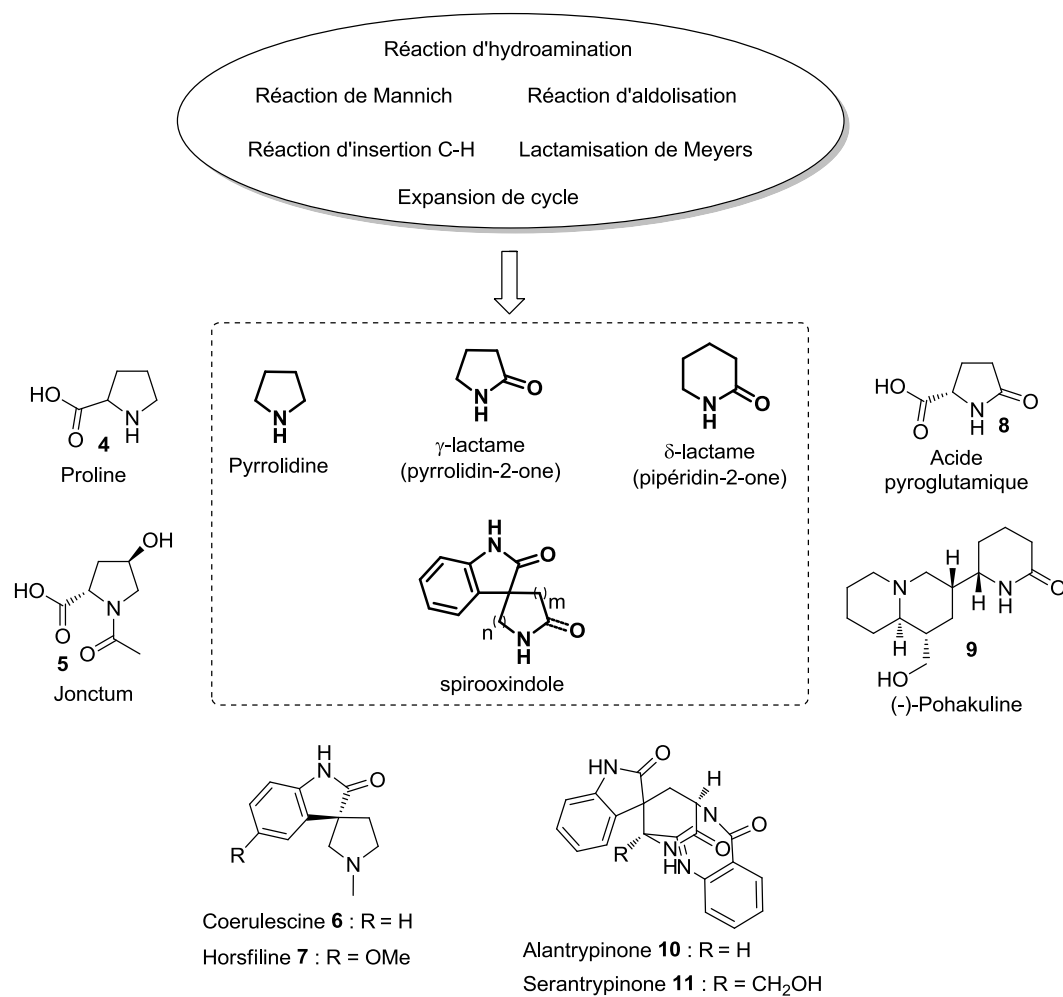 Réaction d'hydroamination
Réaction de Mannich Réaction d'aldolisation
Réaction d'insertion C-H Lactamisation de Meyers
Expansion de cycle
HO
O
4
N
H
Proline
N
H
Pyrrolidine
N
H
O
γ-lactame
(pyrrolidin-2-one)
N
H
O
δ-lactame
(pipéridin-2-one)
HO
O
N
H
O
8
Acide
pyroglutamique
OH
HO
O
N
O
5
Jonctum
H
N
O
( )m
n( )
N
H
O
spirooxindole
H
N
H
H
N
H
O
HO
9
(-)-Pohakuline
H
N
O
R
N
Coerulescine 6 : R = H
Horsfiline 7 : R = OMe
HN
O
H
N
O
H
R
N
O
HN
Alantrypinone 10 : R = H
Serantrypinone 11 : R = CH₂OH